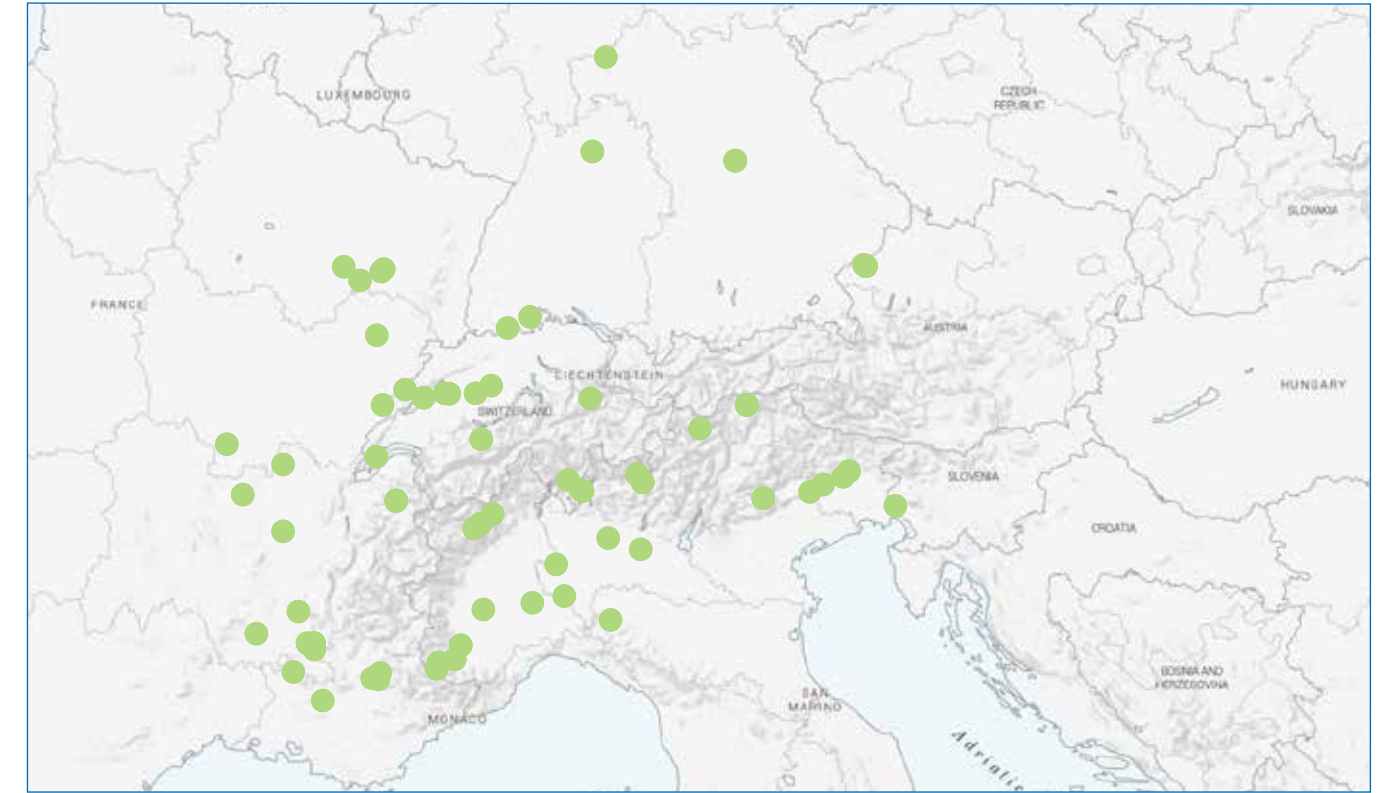 LUXEMBOURG
CZECH
REPUBLIC
SLOVAKIA
FRANCE
AUSTRIA
LIECHTENSTEIN
HUNGARY
SWITZERLAND
SLOVENIA
CROATIA
BOSNIA AND
HERZEGOVINA
SAN
MARINO
MONACO
Adriatic